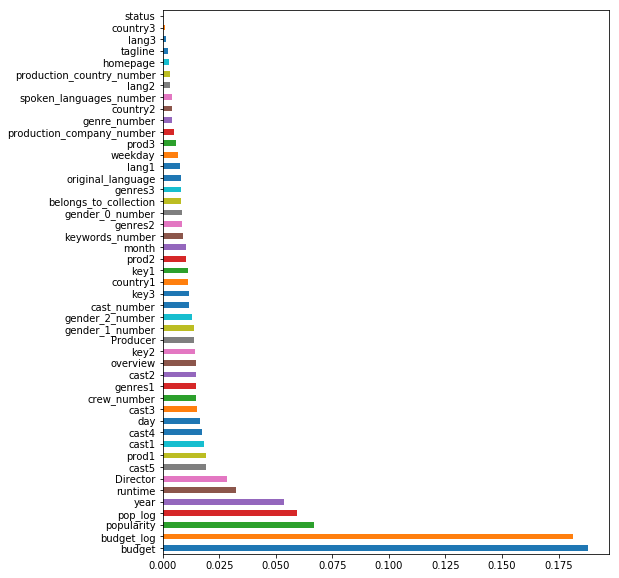 status
country3
lang3
tagline
homepage
production_country_number
lang2
spoken_languages_number
country2
genre_number
production_company_number
prod3
weekday
lang1
original_language
genres3
belongs_to_collection
gender_0_number
genres2
keywords_number
month
prod2
key1
country1
key3
cast_number
gender_2_number
gender_1_number
Producer
key2
overview
cast2
genres1
crew_number
cast3
day
cast4
cast1
prod1
cast5
Director
runtime
year
pop_log
popularity
budget_log
budget
0.000 0.025 0.050 0.075 0.100 0.125 0.150 0.175